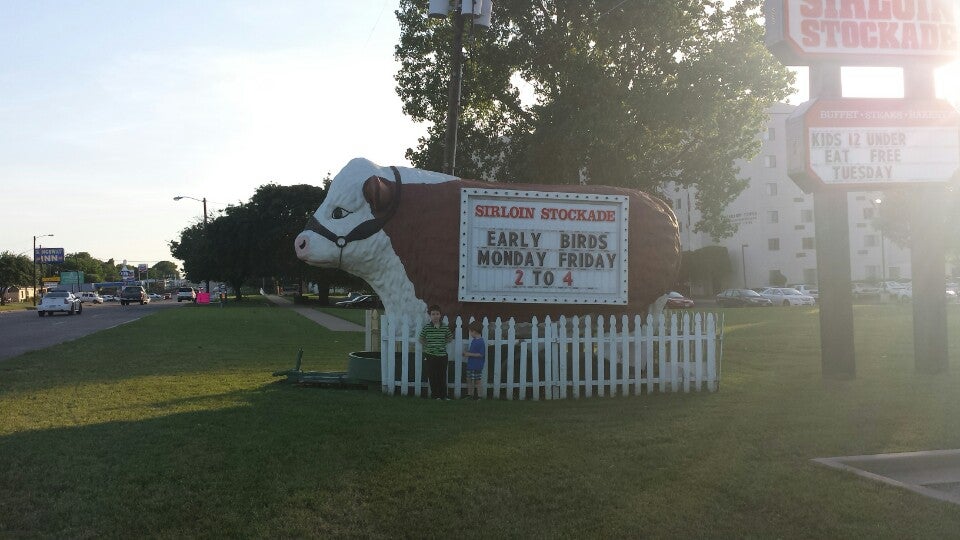 SIRLOIN STOCKADE
EARLY BIRDS
MONDAY FRIDAY
2 TO 4
SIRLOIN
STOCKADE
BUFFET • STEAKS • BAKERY
KIDS 12 UNDER
EAT FREE
TUESDAY
INN